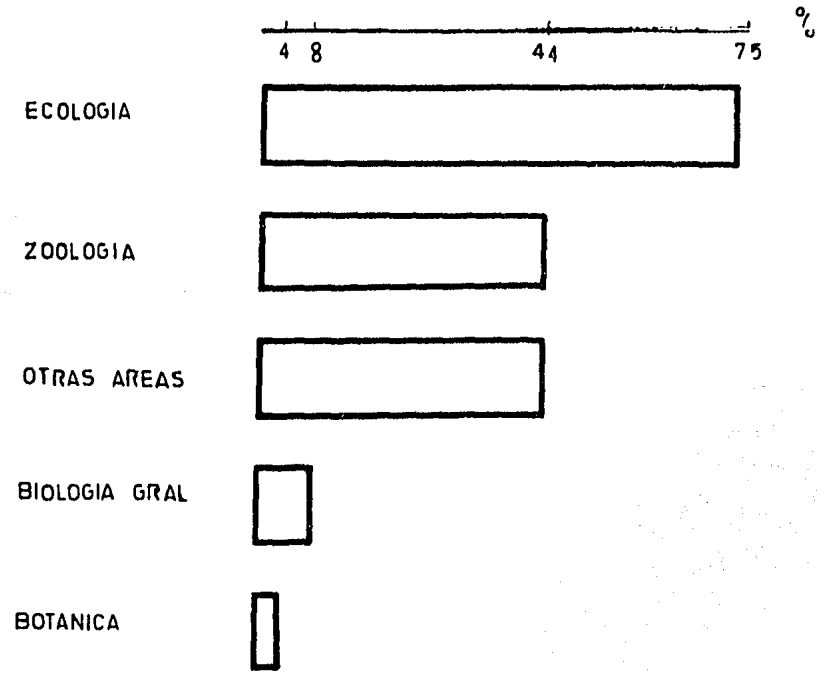 %
4 8 44 75
ECOLOGIA
ZOOLOGIA
OTRAS AREAS
BIOLOGIA GRAL
BOTANICA